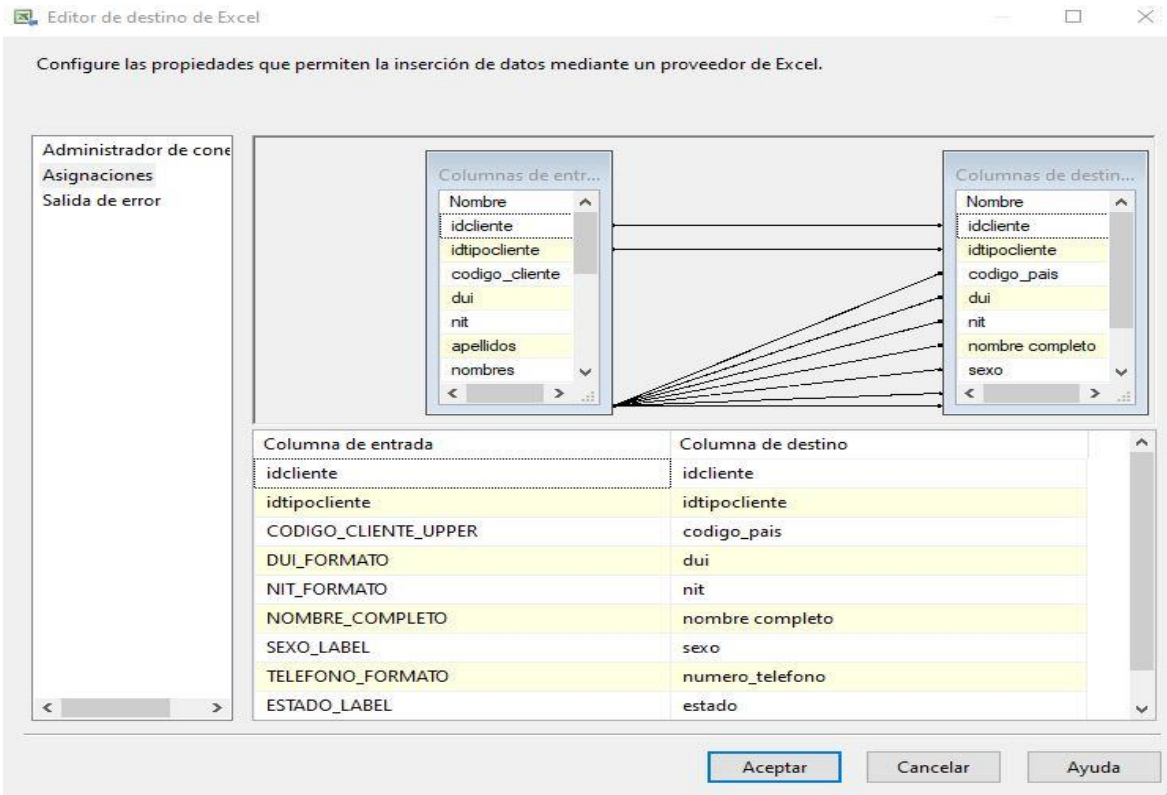 Editor de destino de Excel
Configure las propiedades que permiten la inserción de datos mediante un proveedor de Excel.
Administrador de cone
Asignaciones
Salida de error
Columnas de entr...
Nombre
idcliente
idtipocliente
codigo_cliente
dui
nit
apellidos
nombres
Columnas de destin...
Nombre
idcliente
idtipocliente
codigo_pais
dui
nit
nombre completo
sexo
Columna de entrada Columna de destino
idcliente idcliente
idtipocliente idtipocliente
CODIGO_CLIENTE_UPPER codigo_pais
DUI_FORMATO dui
NIT_FORMATO nit
NOMBRE_COMPLETO nombre completo
SEXO_LABEL sexo
TELEFONO_FORMATO numero_telefono
ESTADO_LABEL estado
Aceptar Cancelar Ayuda